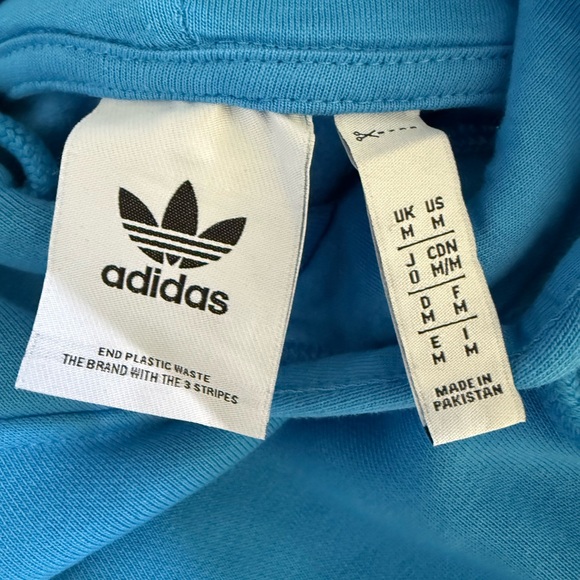 adidas
END PLASTIC WASTE
THE BRAND WITH THE 3 STRIPES
UK US
M M
J CDN
O M/M
D F
M M
E I
M M
MADE IN
PAKISTAN